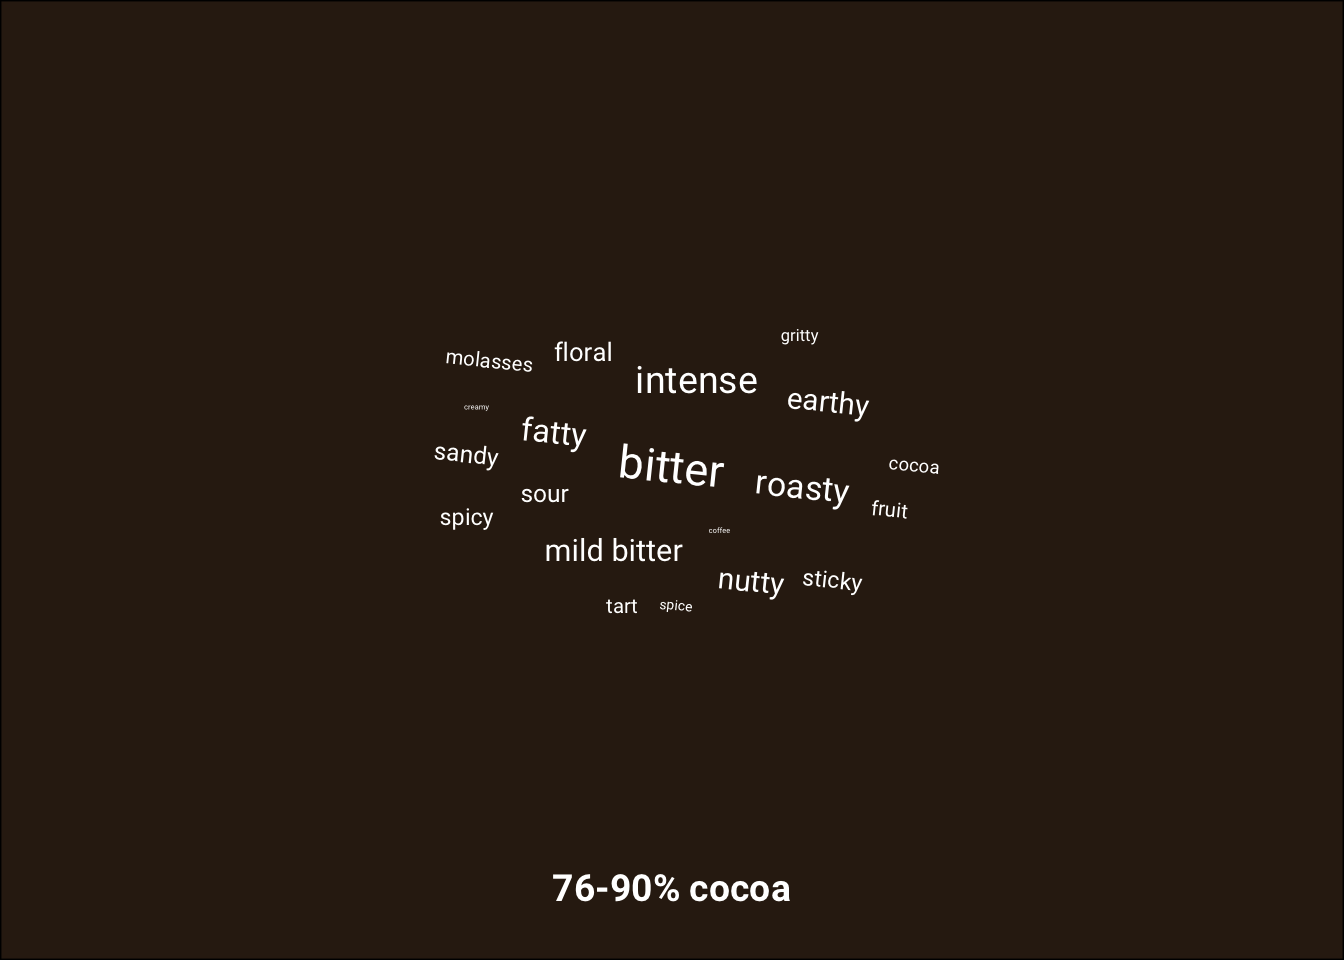 gritty
floral
molasses
intense
earthy
creamy
fatty
sandy
bitter
cocoa
roasty
sour
fruit
spicy
coffee
mild bitter
nutty
sticky
tart
spice
76-90% cocoa